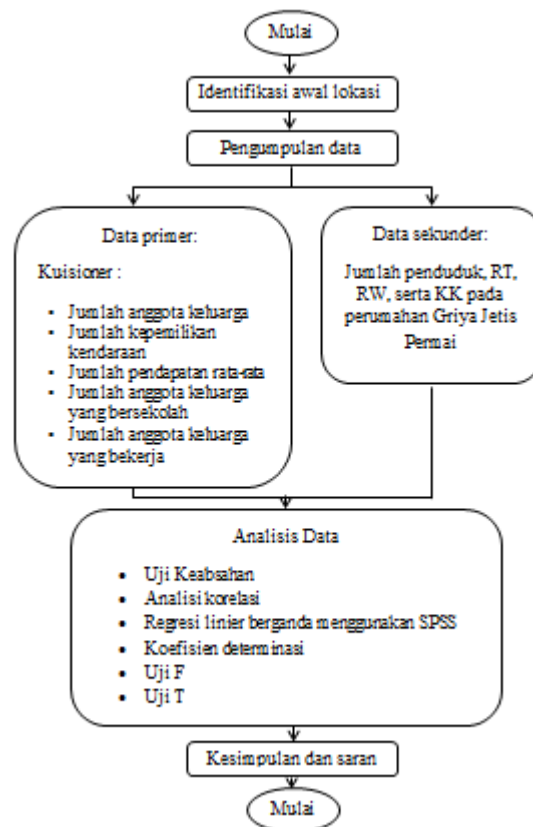 Mulai
Identifikasi awal lokasi
Pengumpulan data
Data primer:
Kuisioner :
▪ Jumlah anggota keluarga
▪ Jumlah kepemilikan
kendaraan
▪ Jumlah pendapatan rata-rata
▪ Jumlah anggota keluarga
yang bersekolah
▪ Jumlah anggota keluarga
yang bekerja
Data sekunder:
Jumlah penduduk, RT,
RW, serta KK pada
perumahan Griya Jetis
Permai
Analisis Data
• Uji Keabsahan
• Analisi korelasi
• Regresi linier berganda menggunakan SPSS
• Koefisien determinasi
• Uji F
• Uji T
Kesimpulan dan saran
Mulai